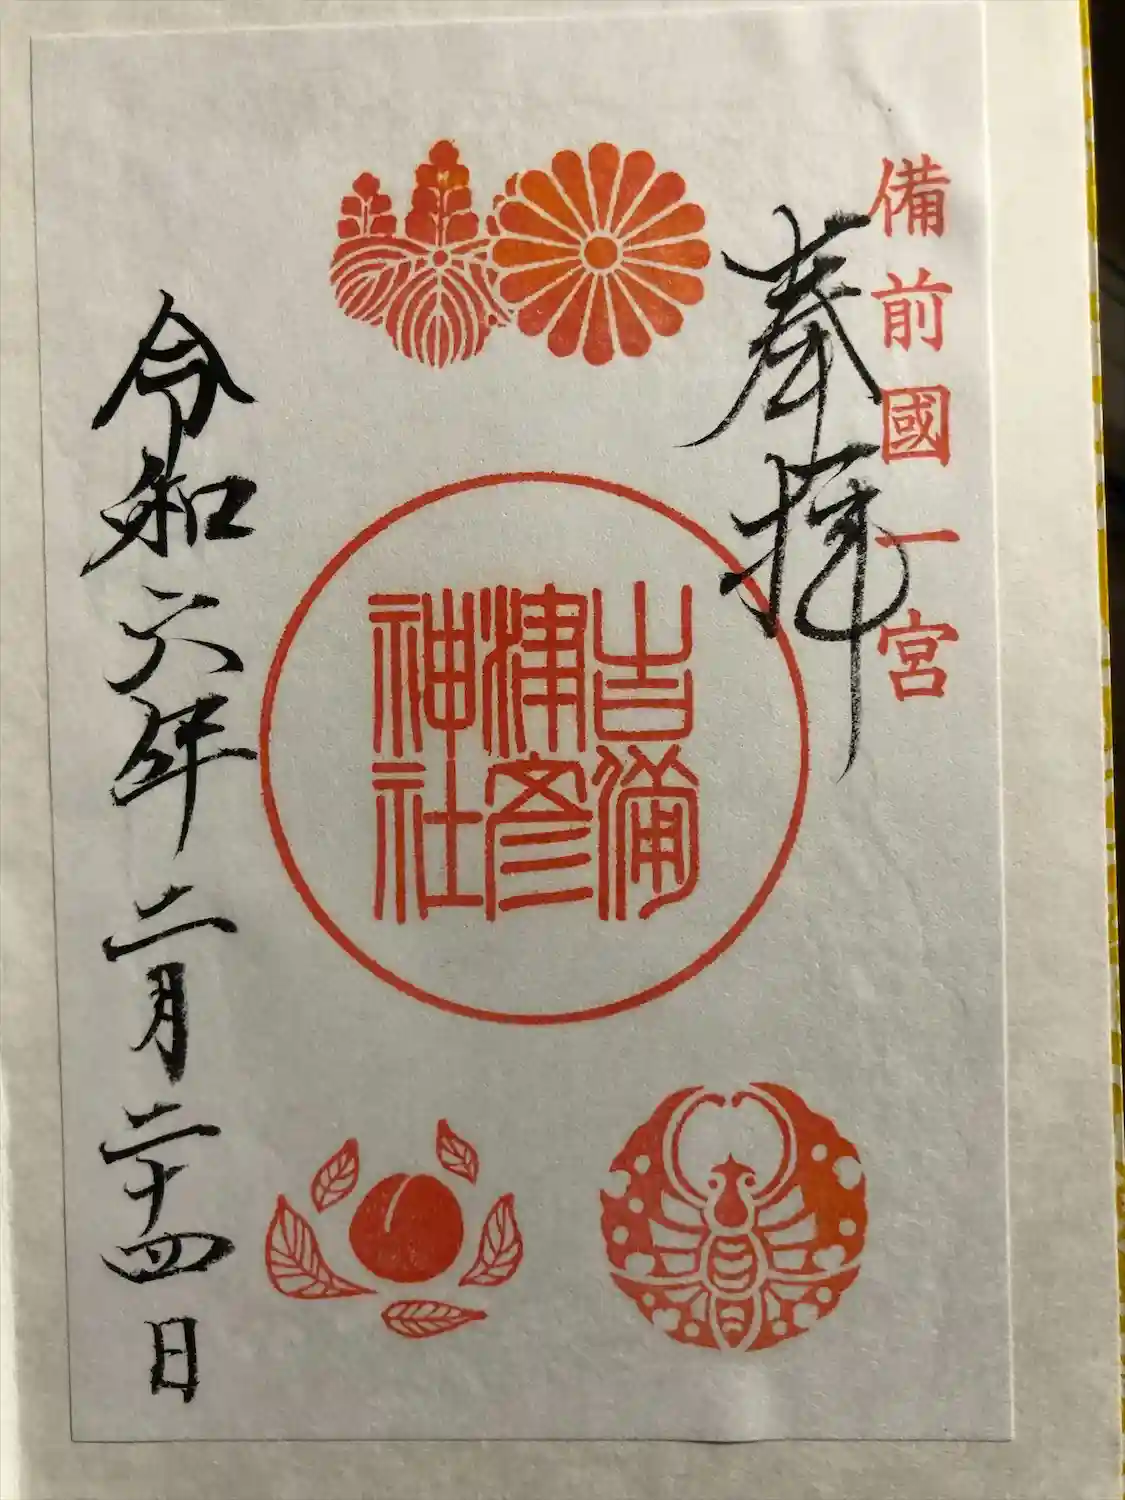 備前國一宮
奉拝
吉備
津彦
神社
令和六年二月二十四日